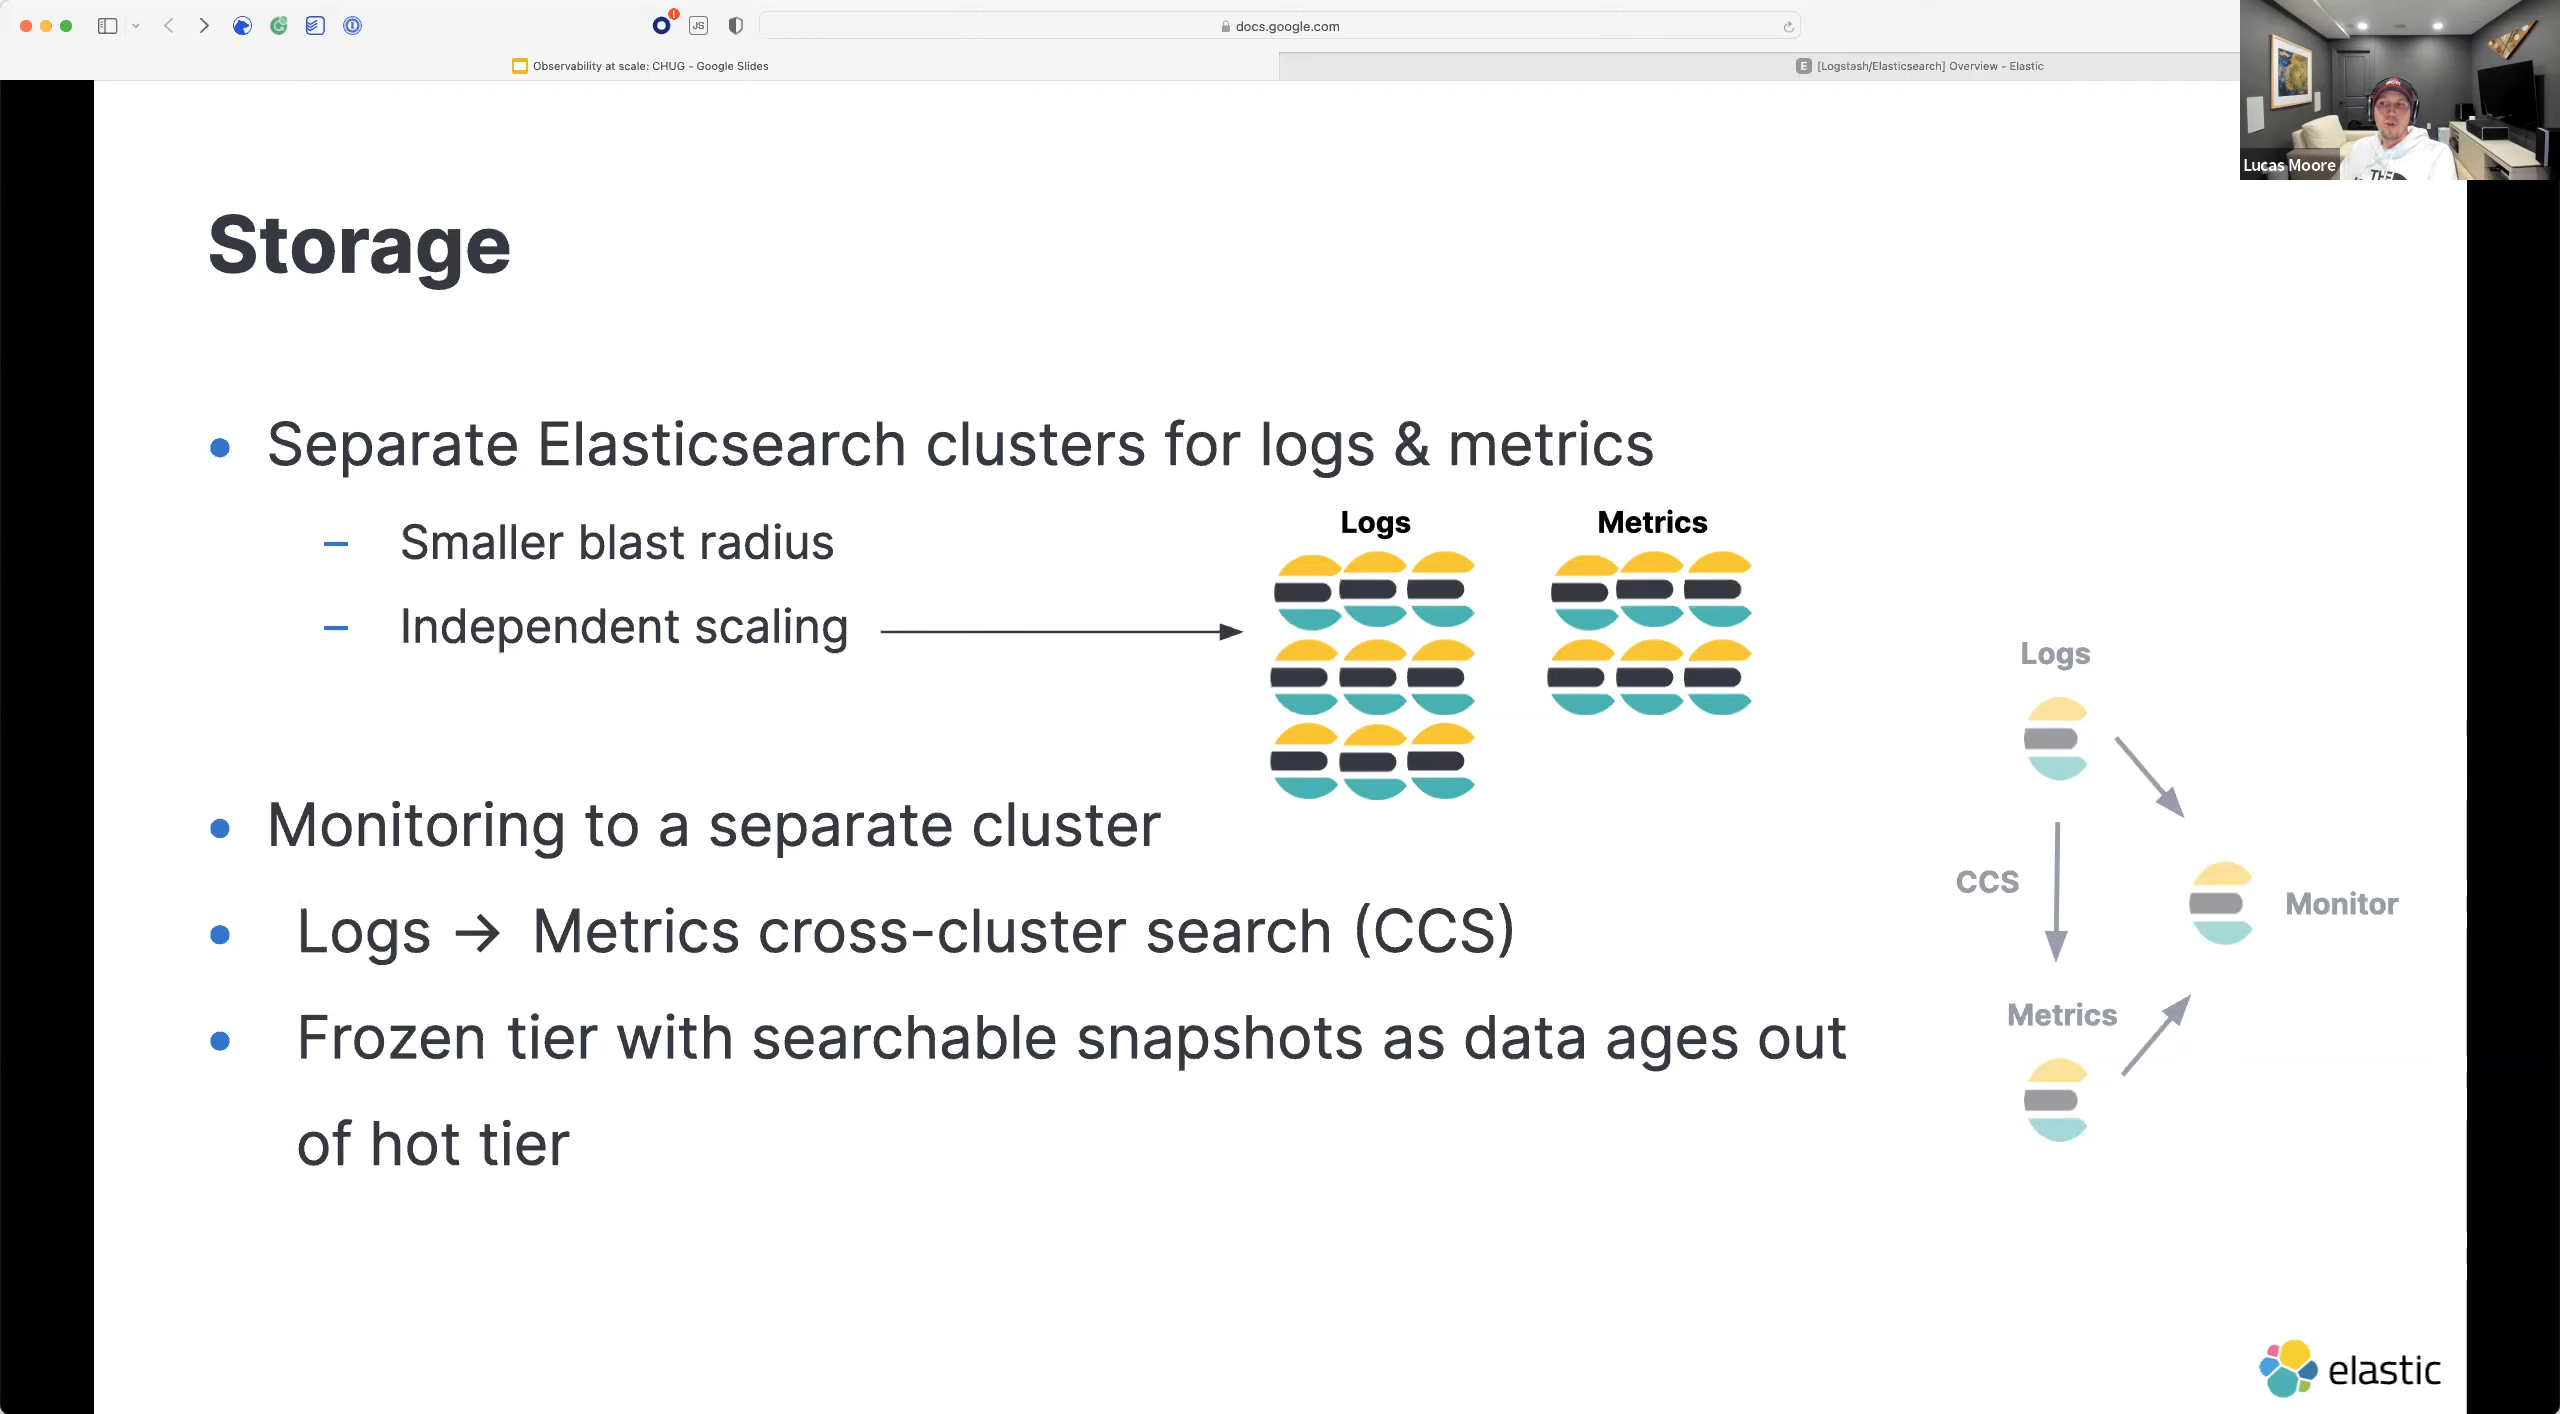 docs.google.com
Observability at scale: CHUG - Google Slides
[Logstash/Elasticsearch] Overview - Elastic
Lucas Moore
Storage
• Separate Elasticsearch clusters for logs & metrics
– Smaller blast radius
– Independent scaling
Logs
Metrics
• Monitoring to a separate cluster
• Logs → Metrics cross-cluster search (CCS)
• Frozen tier with searchable snapshots as data ages out
of hot tier
Logs
CCS
Monitor
Metrics
elastic